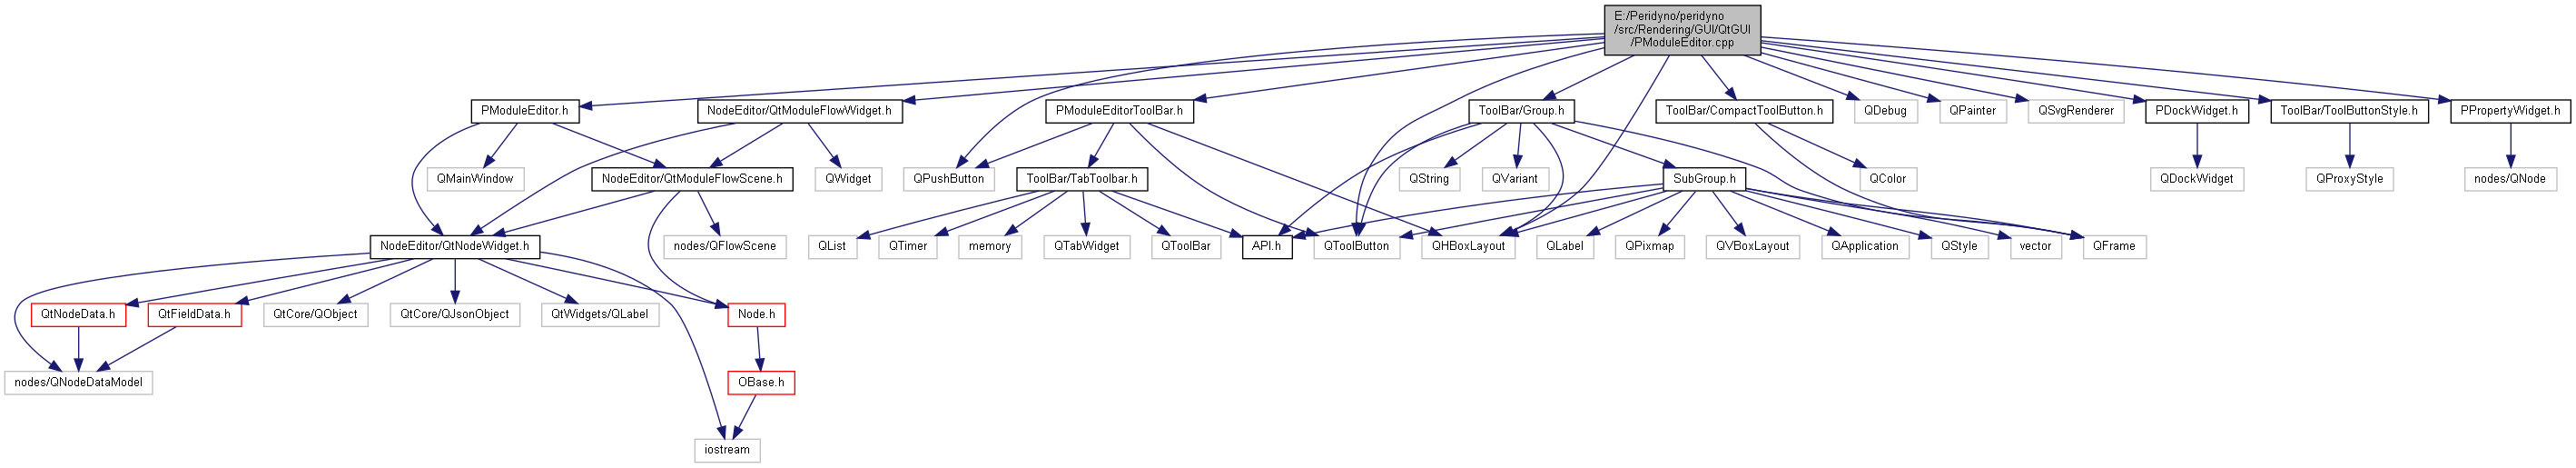 E:/Peridyno/peridyno
/src/Rendering/GUI/QtGUI
/PModuleEditor.cpp
PModuleEditor.h
NodeEditor/QtModuleFlowWidget.h
PModuleEditorToolBar.h
ToolBar/Group.h
ToolBar/CompactToolButton.h
QDebug
QPainter
QSvgRenderer
PDockWidget.h
ToolBar/ToolButtonStyle.h
PPropertyWidget.h
QMainWindow
NodeEditor/QtModuleFlowScene.h
QWidget
QPushButton
ToolBar/TabToolbar.h
QString
QVariant
SubGroup.h
QColor
QDockWidget
QProxyStyle
nodes/QNode
NodeEditor/QtNodeWidget.h
nodes/QFlowScene
QList
QTimer
memory
QTabWidget
QToolBar
API.h
QToolButton
QHBoxLayout
QLabel
QPixmap
QVBoxLayout
QApplication
QStyle
vector
QFrame
QtNodeData.h
QtFieldData.h
QtCore/QObject
QtCore/QJsonObject
QtWidgets/QLabel
Node.h
nodes/QNodeDataModel
OBase.h
iostream